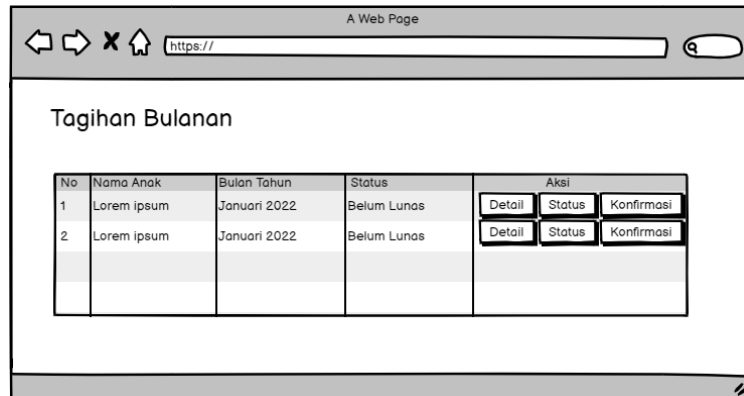 A Web Page
https://
Tagihan Bulanan
No Nama Anak Bulan Tahun Status Aksi
1 Lorem ipsum Januari 2022 Belum Lunas Detail Status Konfirmasi
2 Lorem ipsum Januari 2022 Belum Lunas Detail Status Konfirmasi